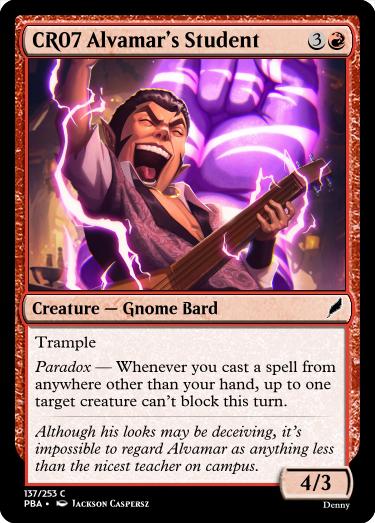 CR07 Alvamar's Student 3
Creature — Gnome Bard
Trample
Paradox — Whenever you cast a spell from
anywhere other than your hand, up to one
target creature can't block this turn.
Although his looks may be deceiving, it's
impossible to regard Alvamar as anything less
than the nicest teacher on campus.
4/3
137/253 C
PBA • Jackson Caspersz
Denny